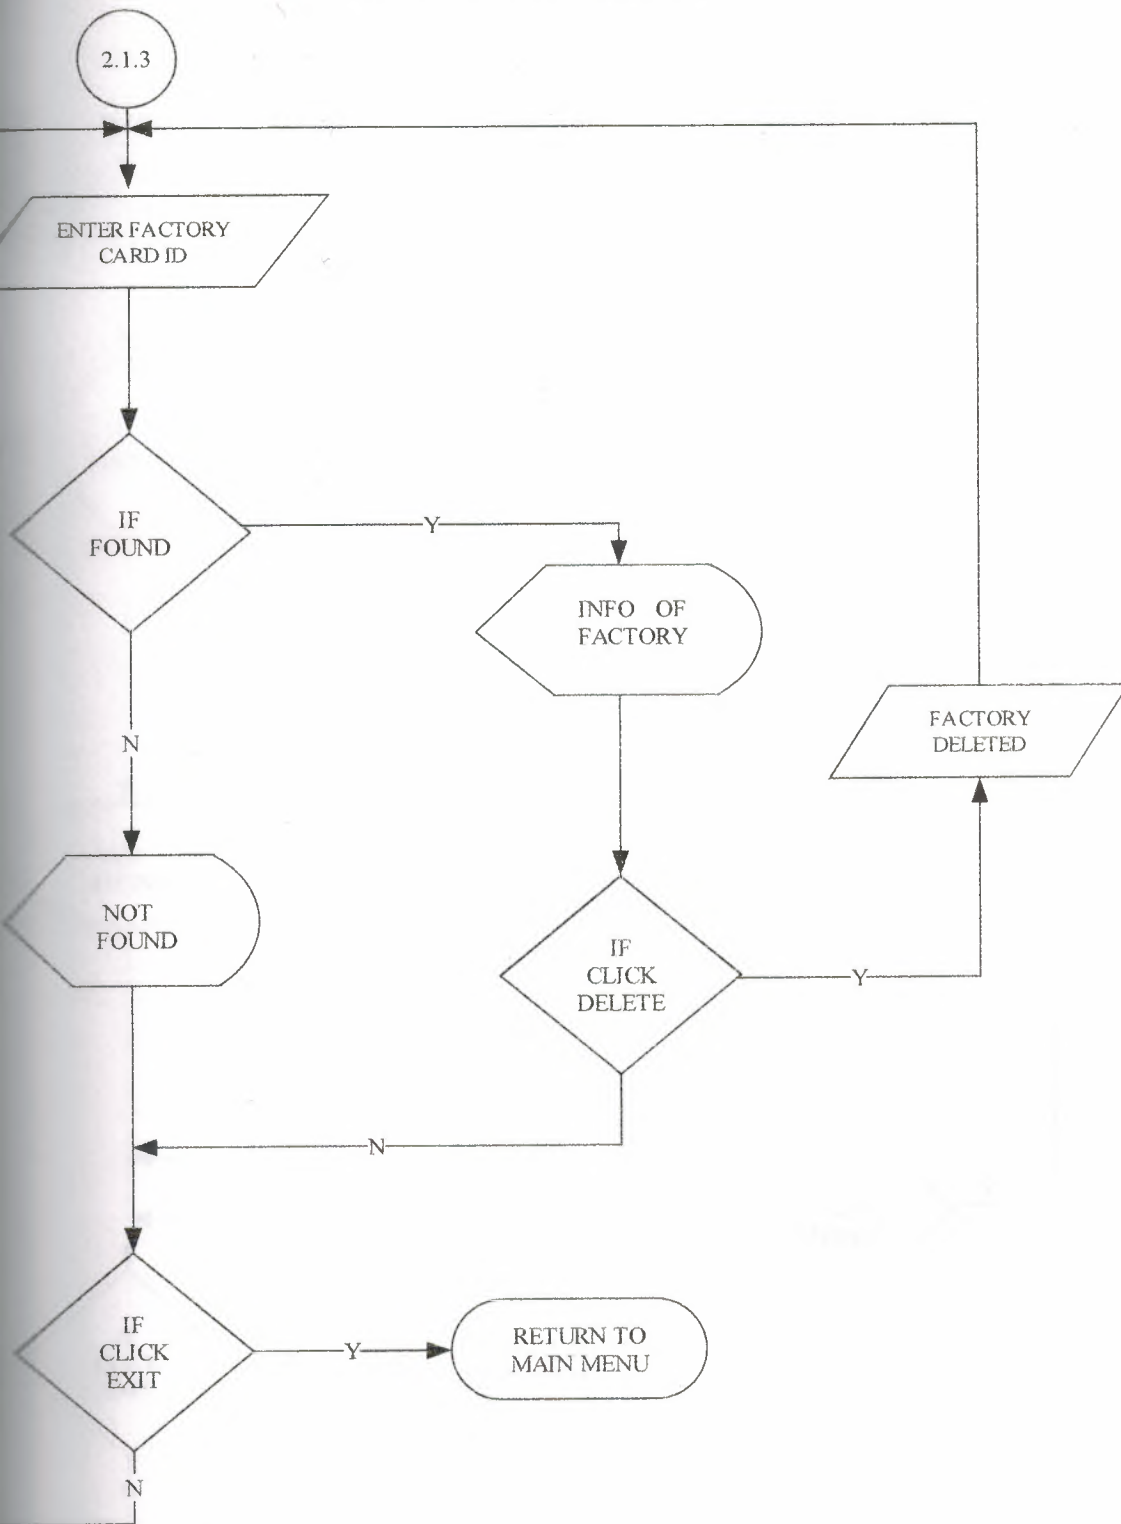 2.1.3
ENTER FACTORY
CARD ID
IF
FOUND
Y
INFO OF
FACTORY
FACTORY
DELETED
N
NOT
FOUND
IF
CLICK
DELETE
Y
N
IF
CLICK
EXIT
Y
RETURN TO
MAIN MENU
N